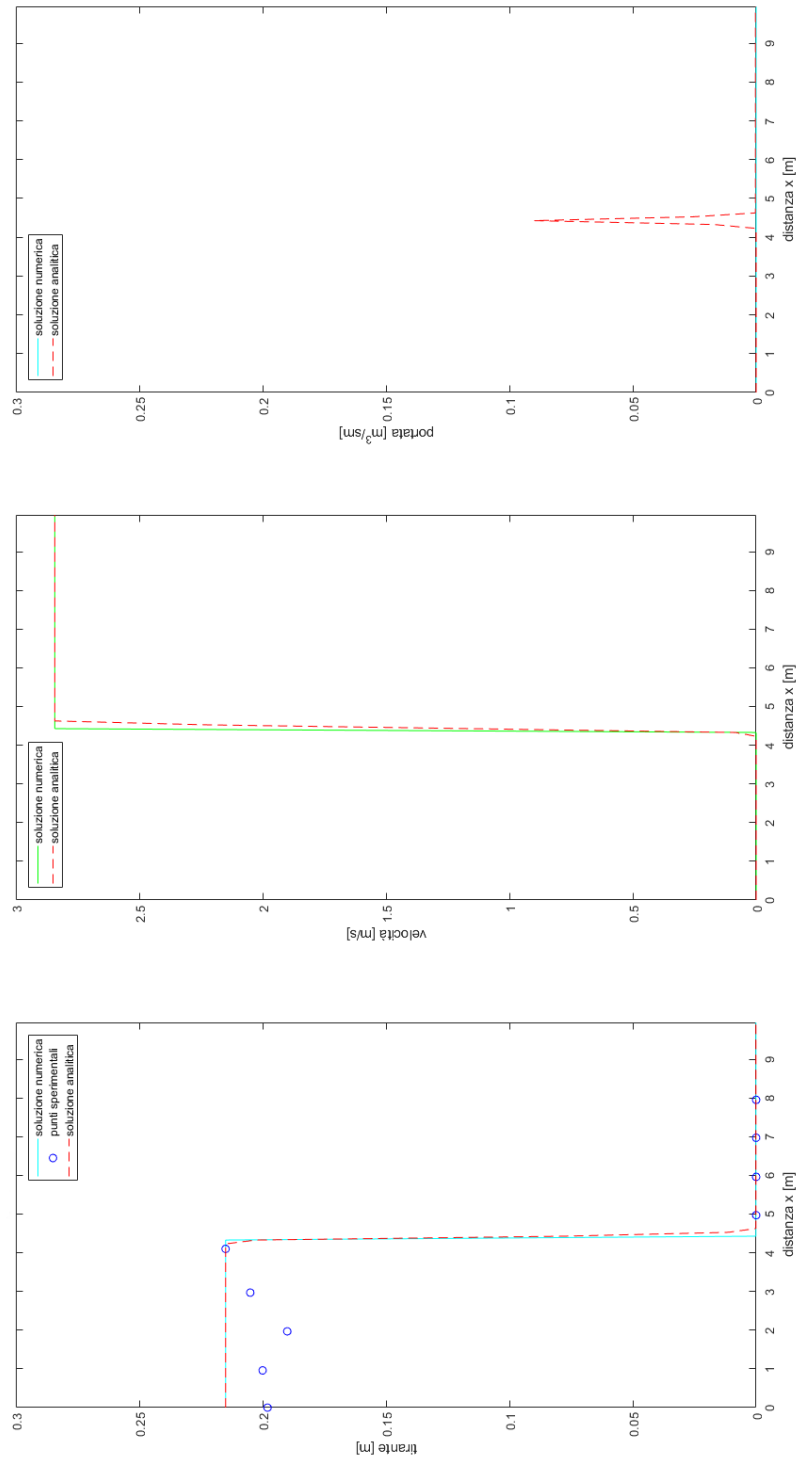 soluzione numerica
punti sperimentali
soluzione analitica
tirante [m]
0.3
0.25
0.2
0.15
0.1
0.05
0
0 1 2 3 4 5 6 7 8 9
distanza x [m]
soluzione numerica
soluzione analitica
velocità [m/s]
3
2.5
2
1.5
1
0.5
0
0 1 2 3 4 5 6 7 8 9
distanza x [m]
soluzione numerica
soluzione analitica
portata [m³/sm]
0.3
0.25
0.2
0.15
0.1
0.05
0
0 1 2 3 4 5 6 7 8 9
distanza x [m]